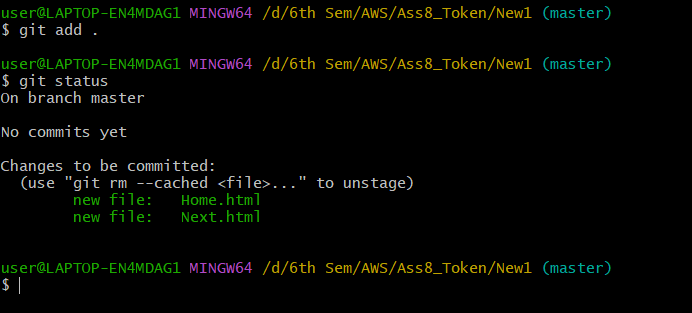 user@LAPTOP-EN4MDAG1 MINGW64 /d/6th Sem/AWS/Ass8_Token/New1 (master)
$ git add .
user@LAPTOP-EN4MDAG1 MINGW64 /d/6th Sem/AWS/Ass8_Token/New1 (master)
$ git status
On branch master
No commits yet
Changes to be committed:
  (use "git rm --cached <file>..." to unstage)
        new file:   Home.html
        new file:   Next.html
user@LAPTOP-EN4MDAG1 MINGW64 /d/6th Sem/AWS/Ass8_Token/New1 (master)
$